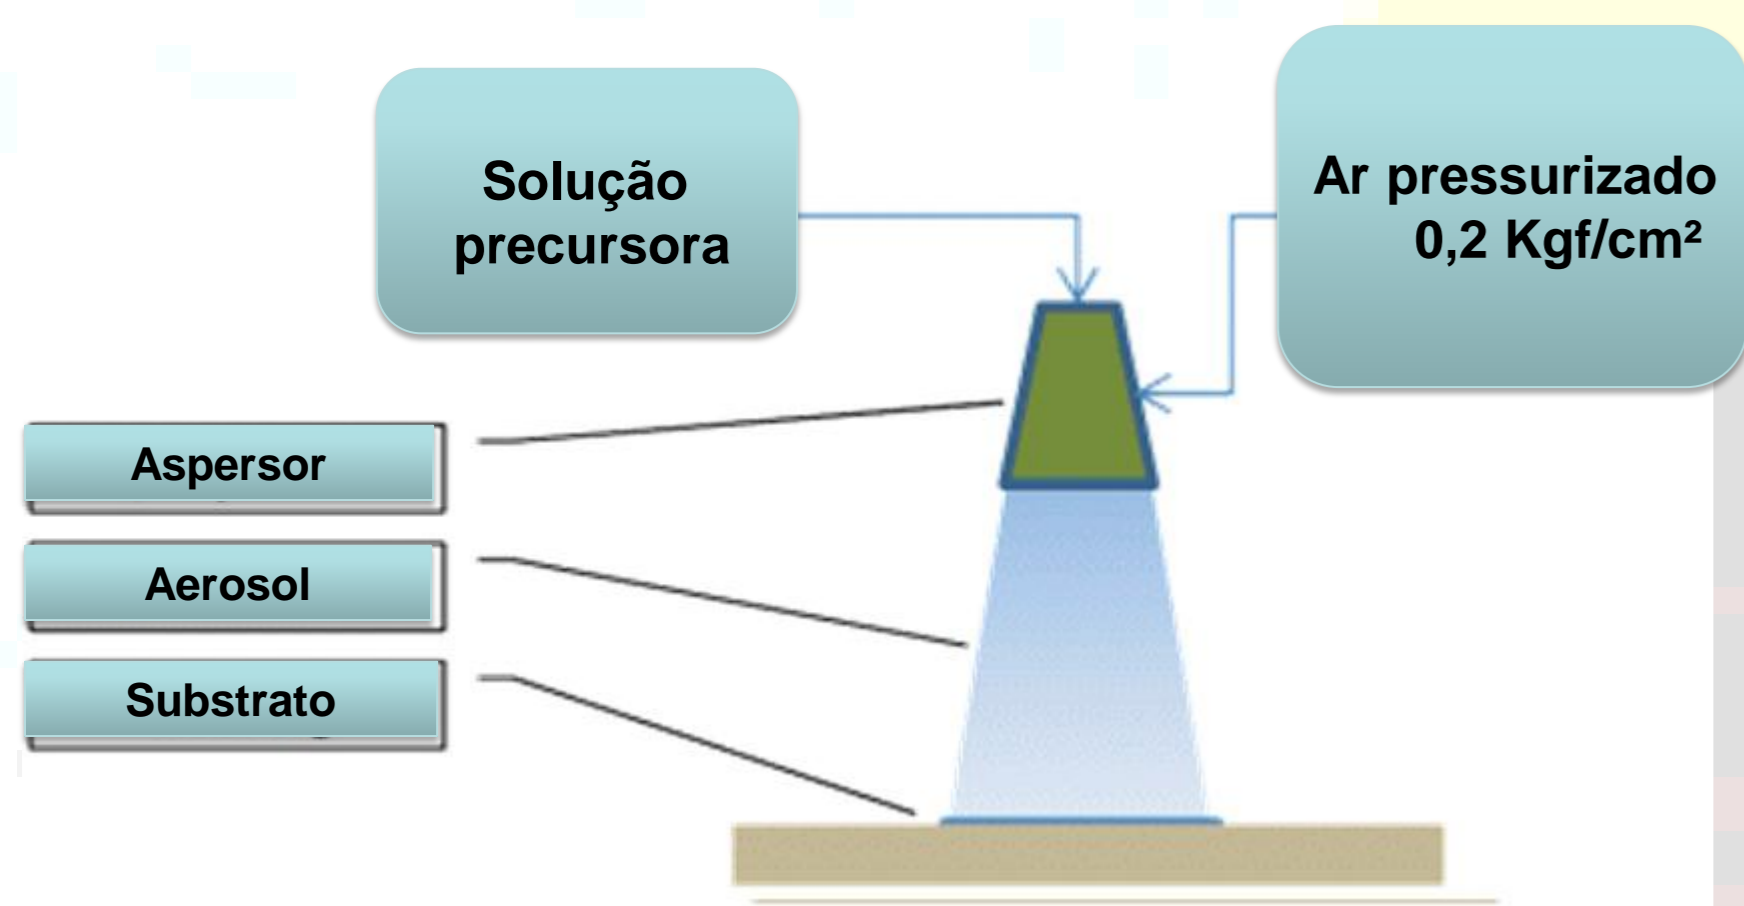 Solução
precursora
Ar pressurizado
0,2 Kgf/cm²
Aspersor
Aerosol
Substrato